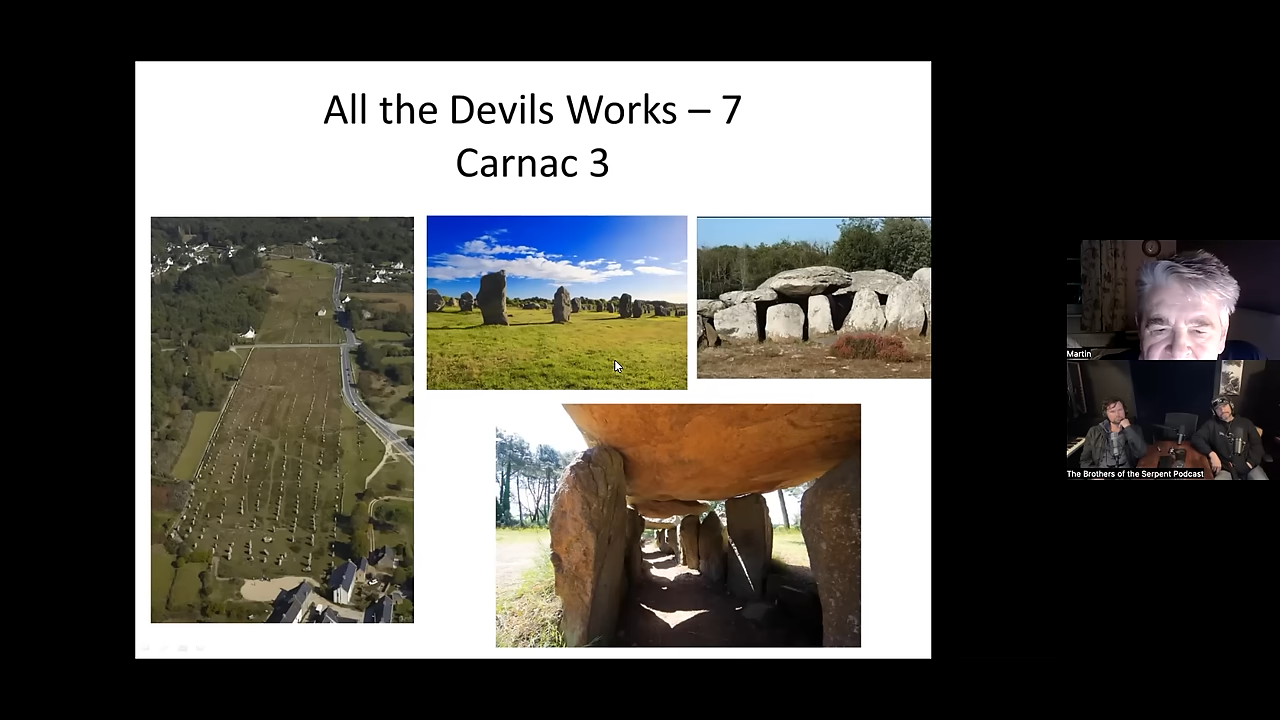 All the Devils Works – 7
Carnac 3
Martin
The Brothers of the Serpent Podcast